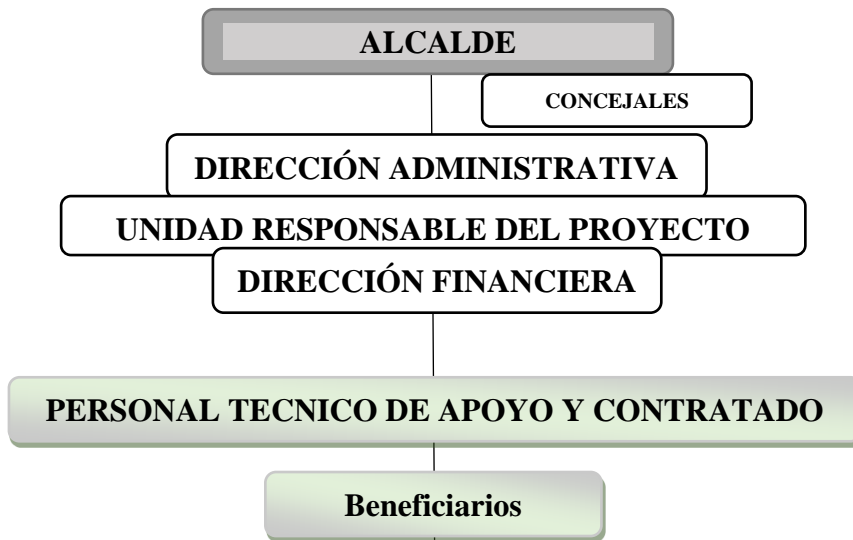 ALCALDE
CONCEJALES
DIRECCIÓN ADMINISTRATIVA
UNIDAD RESPONSABLE DEL PROYECTO
DIRECCIÓN FINANCIERA
PERSONAL TECNICO DE APOYO Y CONTRATADO
Beneficiarios